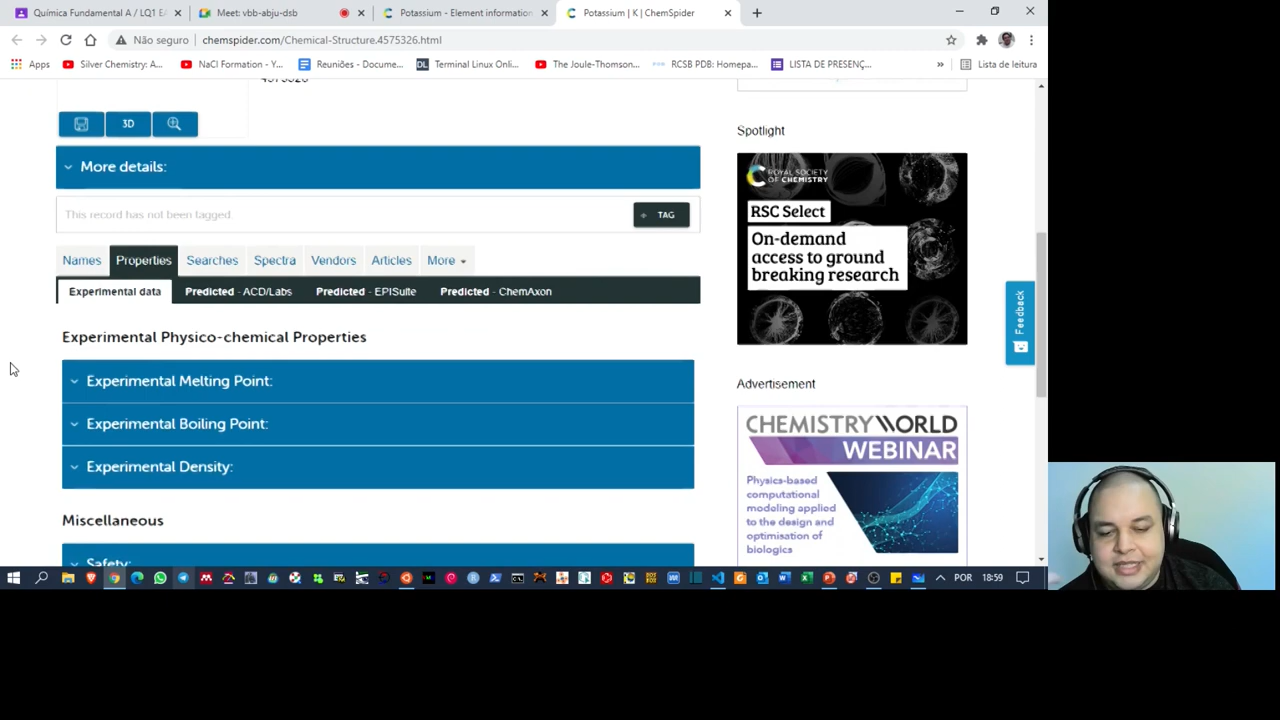 Química Fundamental A / LQ1 E
Meet: vbb-abju-dsb
Potassium - Element information
Potassium | K | ChemSpider
Não seguro
chemspider.com/Chemical-Structure.4575326.html
Apps
Silver Chemistry: A...
NaCl Formation - Y...
Reuniões - Docume...
DL
Terminal Linux Onli...
The Joule-Thomson...
RCSB PDB: Homepa...
LISTA DE PRESENÇ...
»
Lista de leitura
4575326
3D
More details:
This record has not been tagged.
TAG
Names
Properties
Searches
Spectra
Vendors
Articles
More
Experimental data
Predicted - ACD/Labs
Predicted - EPISuite
Predicted - ChemAxon
Experimental Physico-chemical Properties
Experimental Melting Point:
Experimental Boiling Point:
Experimental Density:
Miscellaneous
Safety:
Spotlight
ROYAL SOCIETY
OF CHEMISTRY
RSC Select
On-demand
access to ground
breaking research
Feedback
Advertisement
CHEMISTRY WORLD
WEBINAR
Physics-based
computational
modeling applied
to the design and
optimisation of
biologics
POR
18:59